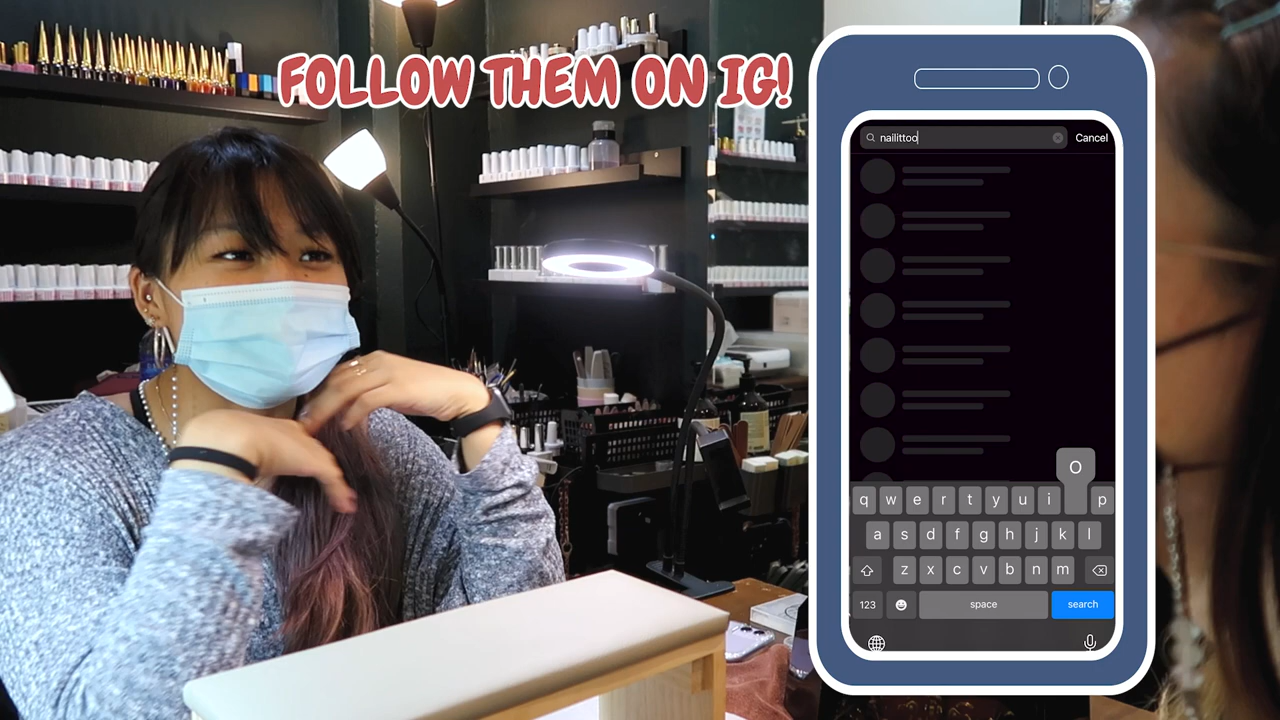 FOLLOW THEM ON IG!
nailittoo
Cancel
O
q w e r t y u i p
a s d f g h j k l
z x c v b n m
123 space search